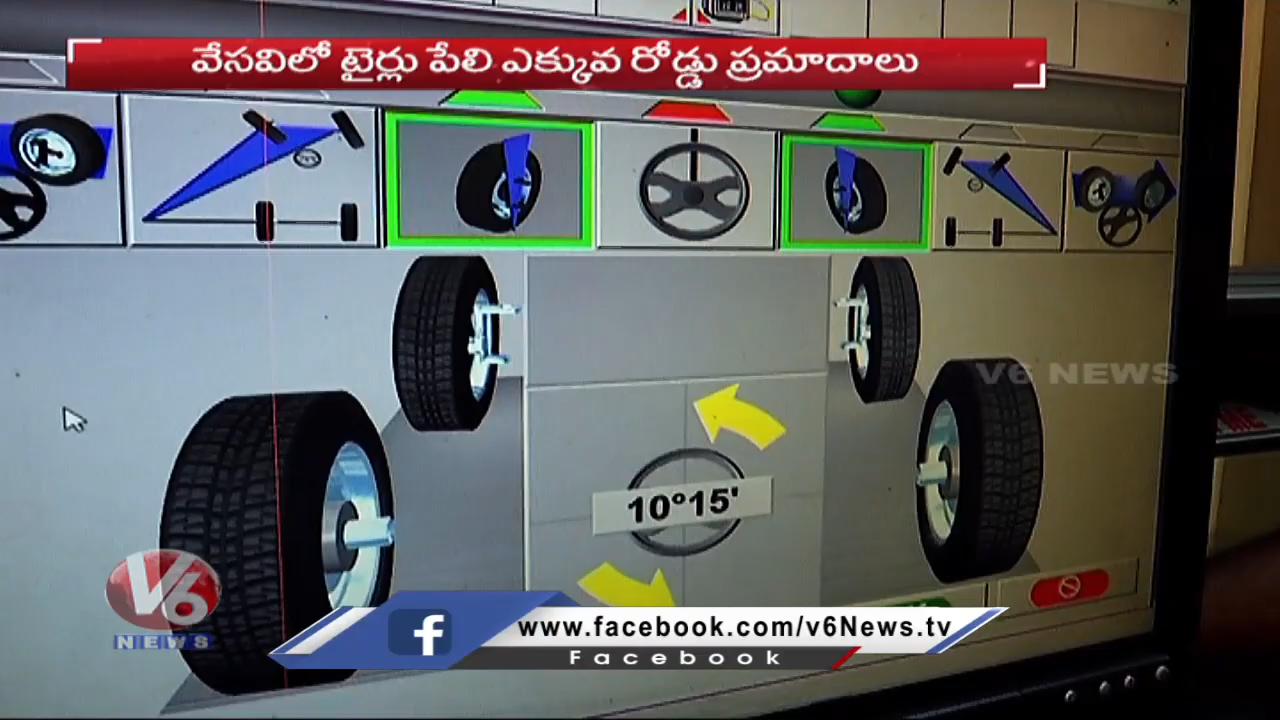 వేసవిలో టైర్లు పేలి ఎక్కువ రోడ్డు ప్రమాదాలు
V6 NEWS
10°15'
V6
NEWS
www.facebook.com/v6News.tv
Facebook